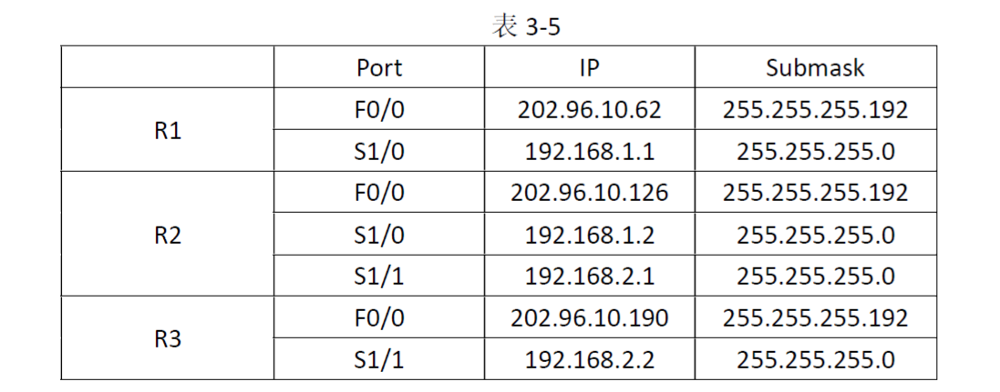 表 3-5
Port IP Submask
R1 F0/0 202.96.10.62 255.255.255.192
S1/0 192.168.1.1 255.255.255.0
R2 F0/0 202.96.10.126 255.255.255.192
S1/0 192.168.1.2 255.255.255.0
S1/1 192.168.2.1 255.255.255.0
R3 F0/0 202.96.10.190 255.255.255.192
S1/1 192.168.2.2 255.255.255.0